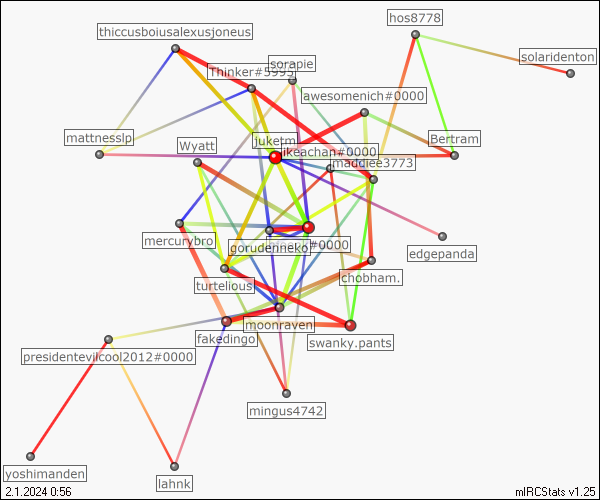 hos8778
thiccusboiusalexusjoneus
solaridenton
sorapie
Thinker#5995
awesomenich#0000
mattnesslp
Wyatt
juketm
ikeachan#0000
Bertram
maddiee3773
mercurybro
gorudenneko
#0000
edgepanda
chobham.
turtelious
moonraven
fakedingo
swanky.pants
presidentevilcool2012#0000
mingus4742
yoshimanden
lahnk
2.1.2024 0:56
mIRCStats v1.25